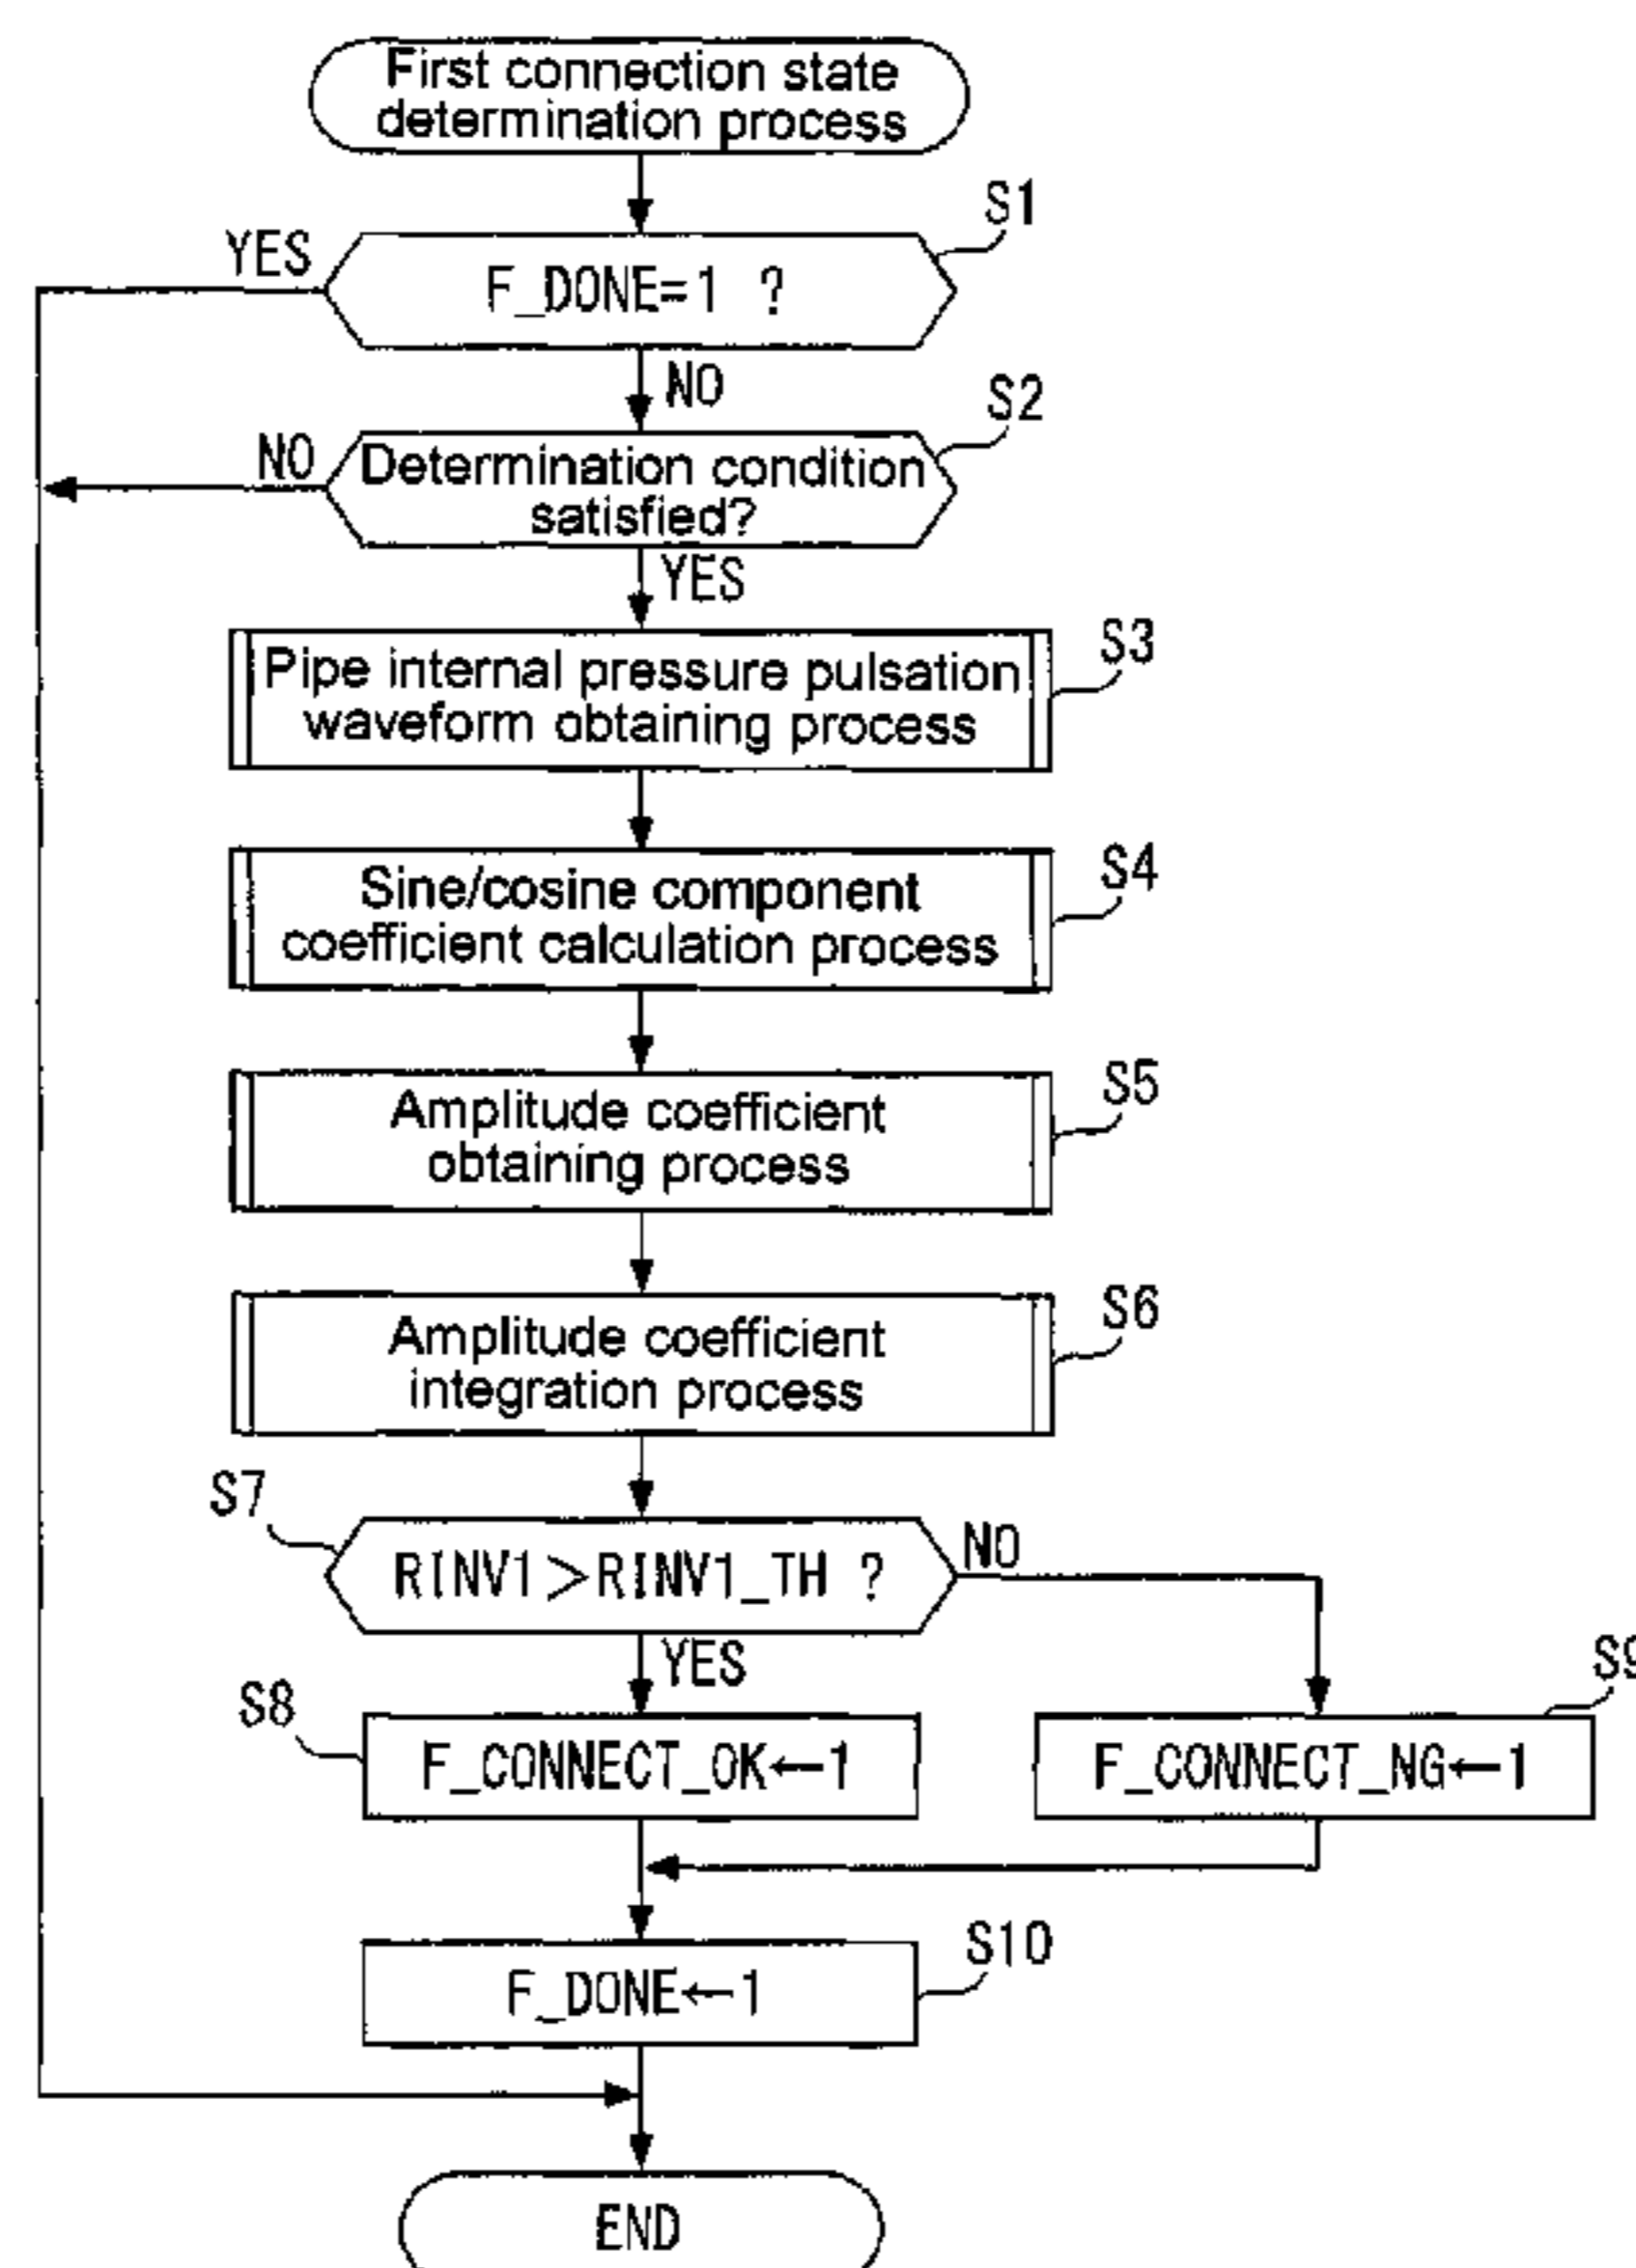 First connection state
determination process
S1
YES
F_DONE=1 ?
NO
S2
NO
Determination condition
satisfied?
YES
S3
Pipe internal pressure pulsation
waveform obtaining process
S4
Sine/cosine component
coefficient calculation process
S5
Amplitude coefficient
obtaining process
S6
Amplitude coefficient
integration process
S7
RINV1>RINV1_TH ?
NO
YES
S8
F_CONNECT_OK←1
S9
F_CONNECT_NG←1
S10
F_DONE←1
END